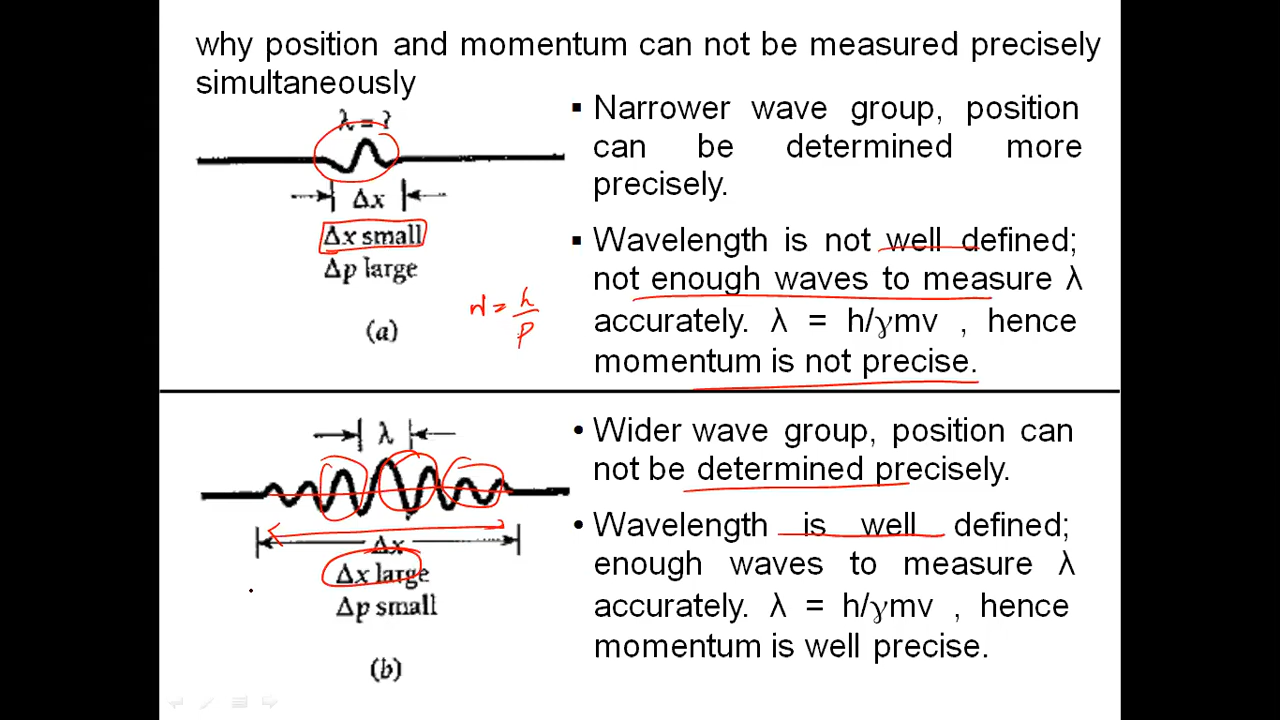 why position and momentum can not be measured precisely
simultaneously
λ = ?
Δx
Δx small
Δp large
(a)
λ = h
p
▪ Narrower wave group, position
can be determined more
precisely.
▪ Wavelength is not well defined;
not enough waves to measure λ
accurately. λ = h/γmv , hence
momentum is not precise.
λ
Δx
Δx large
Δp small
(b)
• Wider wave group, position can
not be determined precisely.
• Wavelength is well defined;
enough waves to measure λ
accurately. λ = h/γmv , hence
momentum is well precise.